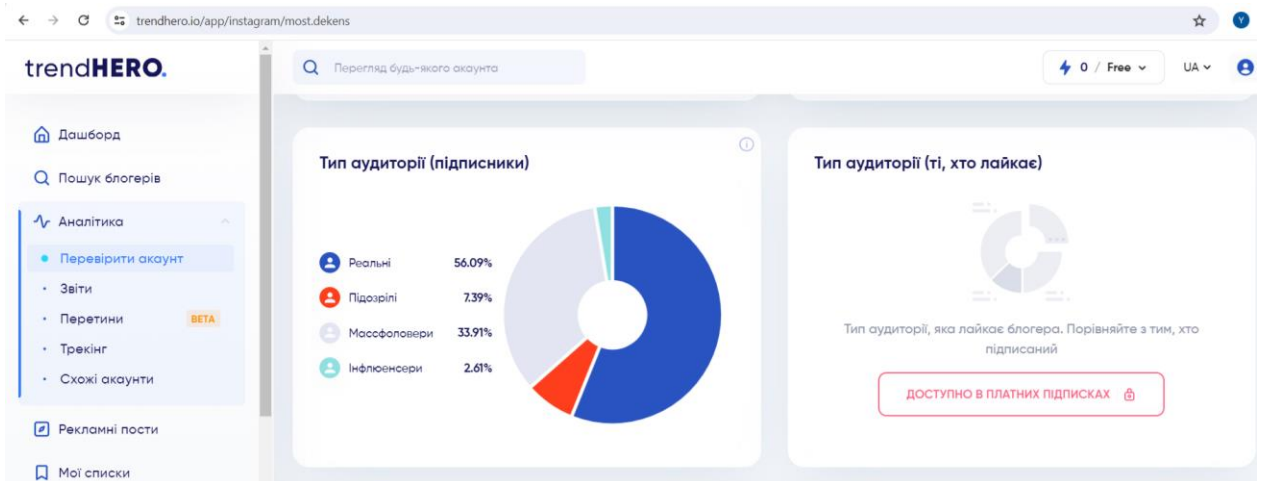 trendhero.io/app/instagram/most.dekens
Y
trendHERO.
Перегляд будь-якого акаунта
0 / Free
UA
Дашборд
Пошук блогерів
Аналітика
Перевірити акаунт
Звіти
Перетини BETA
Трекінг
Схожі акаунти
Рекламні пости
Мої списки
Тип аудиторії (підписники)
Реальні 56.09%
Підозрілі 7.39%
Массфоловери 33.91%
Інфлюенсери 2.61%
Тип аудиторії (ті, хто лайкає)
Тип аудиторії, яка лайкає блогера. Порівняйте з тим, хто
підписаний
ДОСТУПНО В ПЛАТНИХ ПІДПИСКАХ